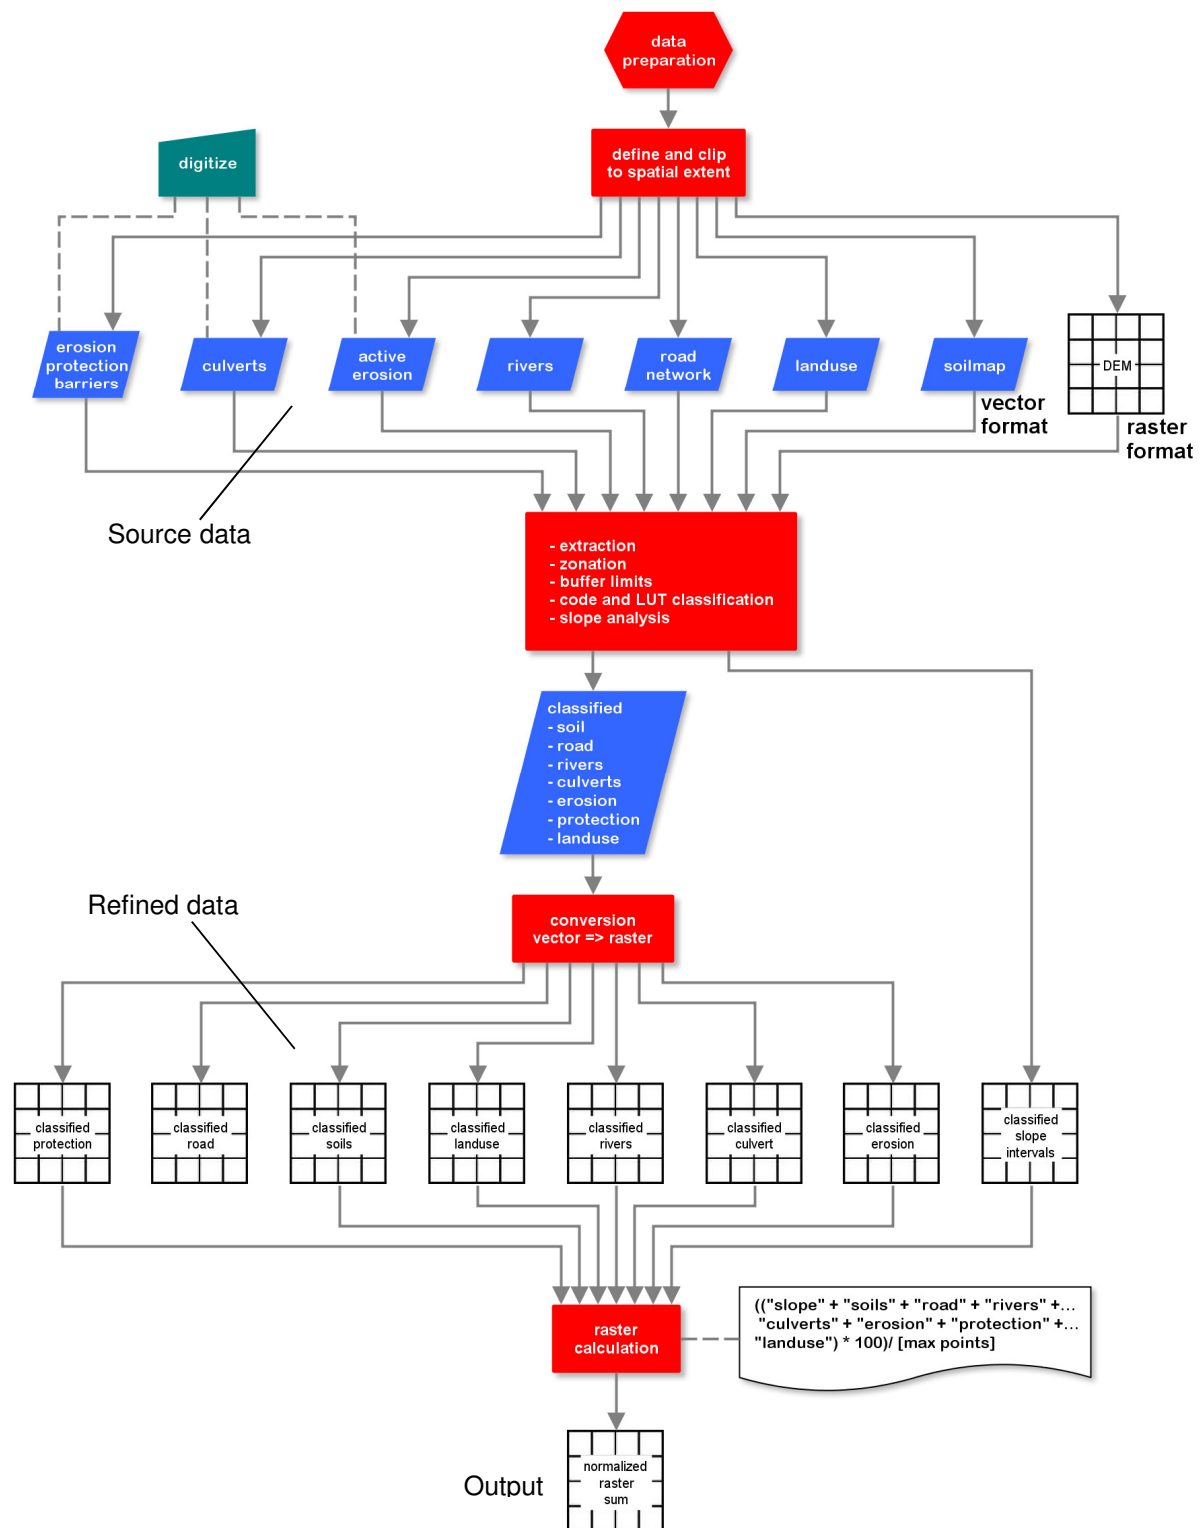 data
preparation
define and clip
to spatial extent
digitize
erosion
protection
barriers
culverts
active
erosion
rivers
road
network
landuse
soilmap
DEM
vector
format
raster
format
Source data
- extraction
- zonation
- buffer limits
- code and LUT classification
- slope analysis
classified
- soil
- road
- rivers
- culverts
- erosion
- protection
- landuse
Refined data
conversion
vector => raster
classified
protection
classified
road
classified
soils
classified
landuse
classified
rivers
classified
culvert
classified
erosion
classified
slope
intervals
raster
calculation
(("slope" + "soils" + "road" + "rivers" +...
"culverts" + "erosion" + "protection" +...
"landuse") * 100)/ [max points]
Output
normalized
raster
sum